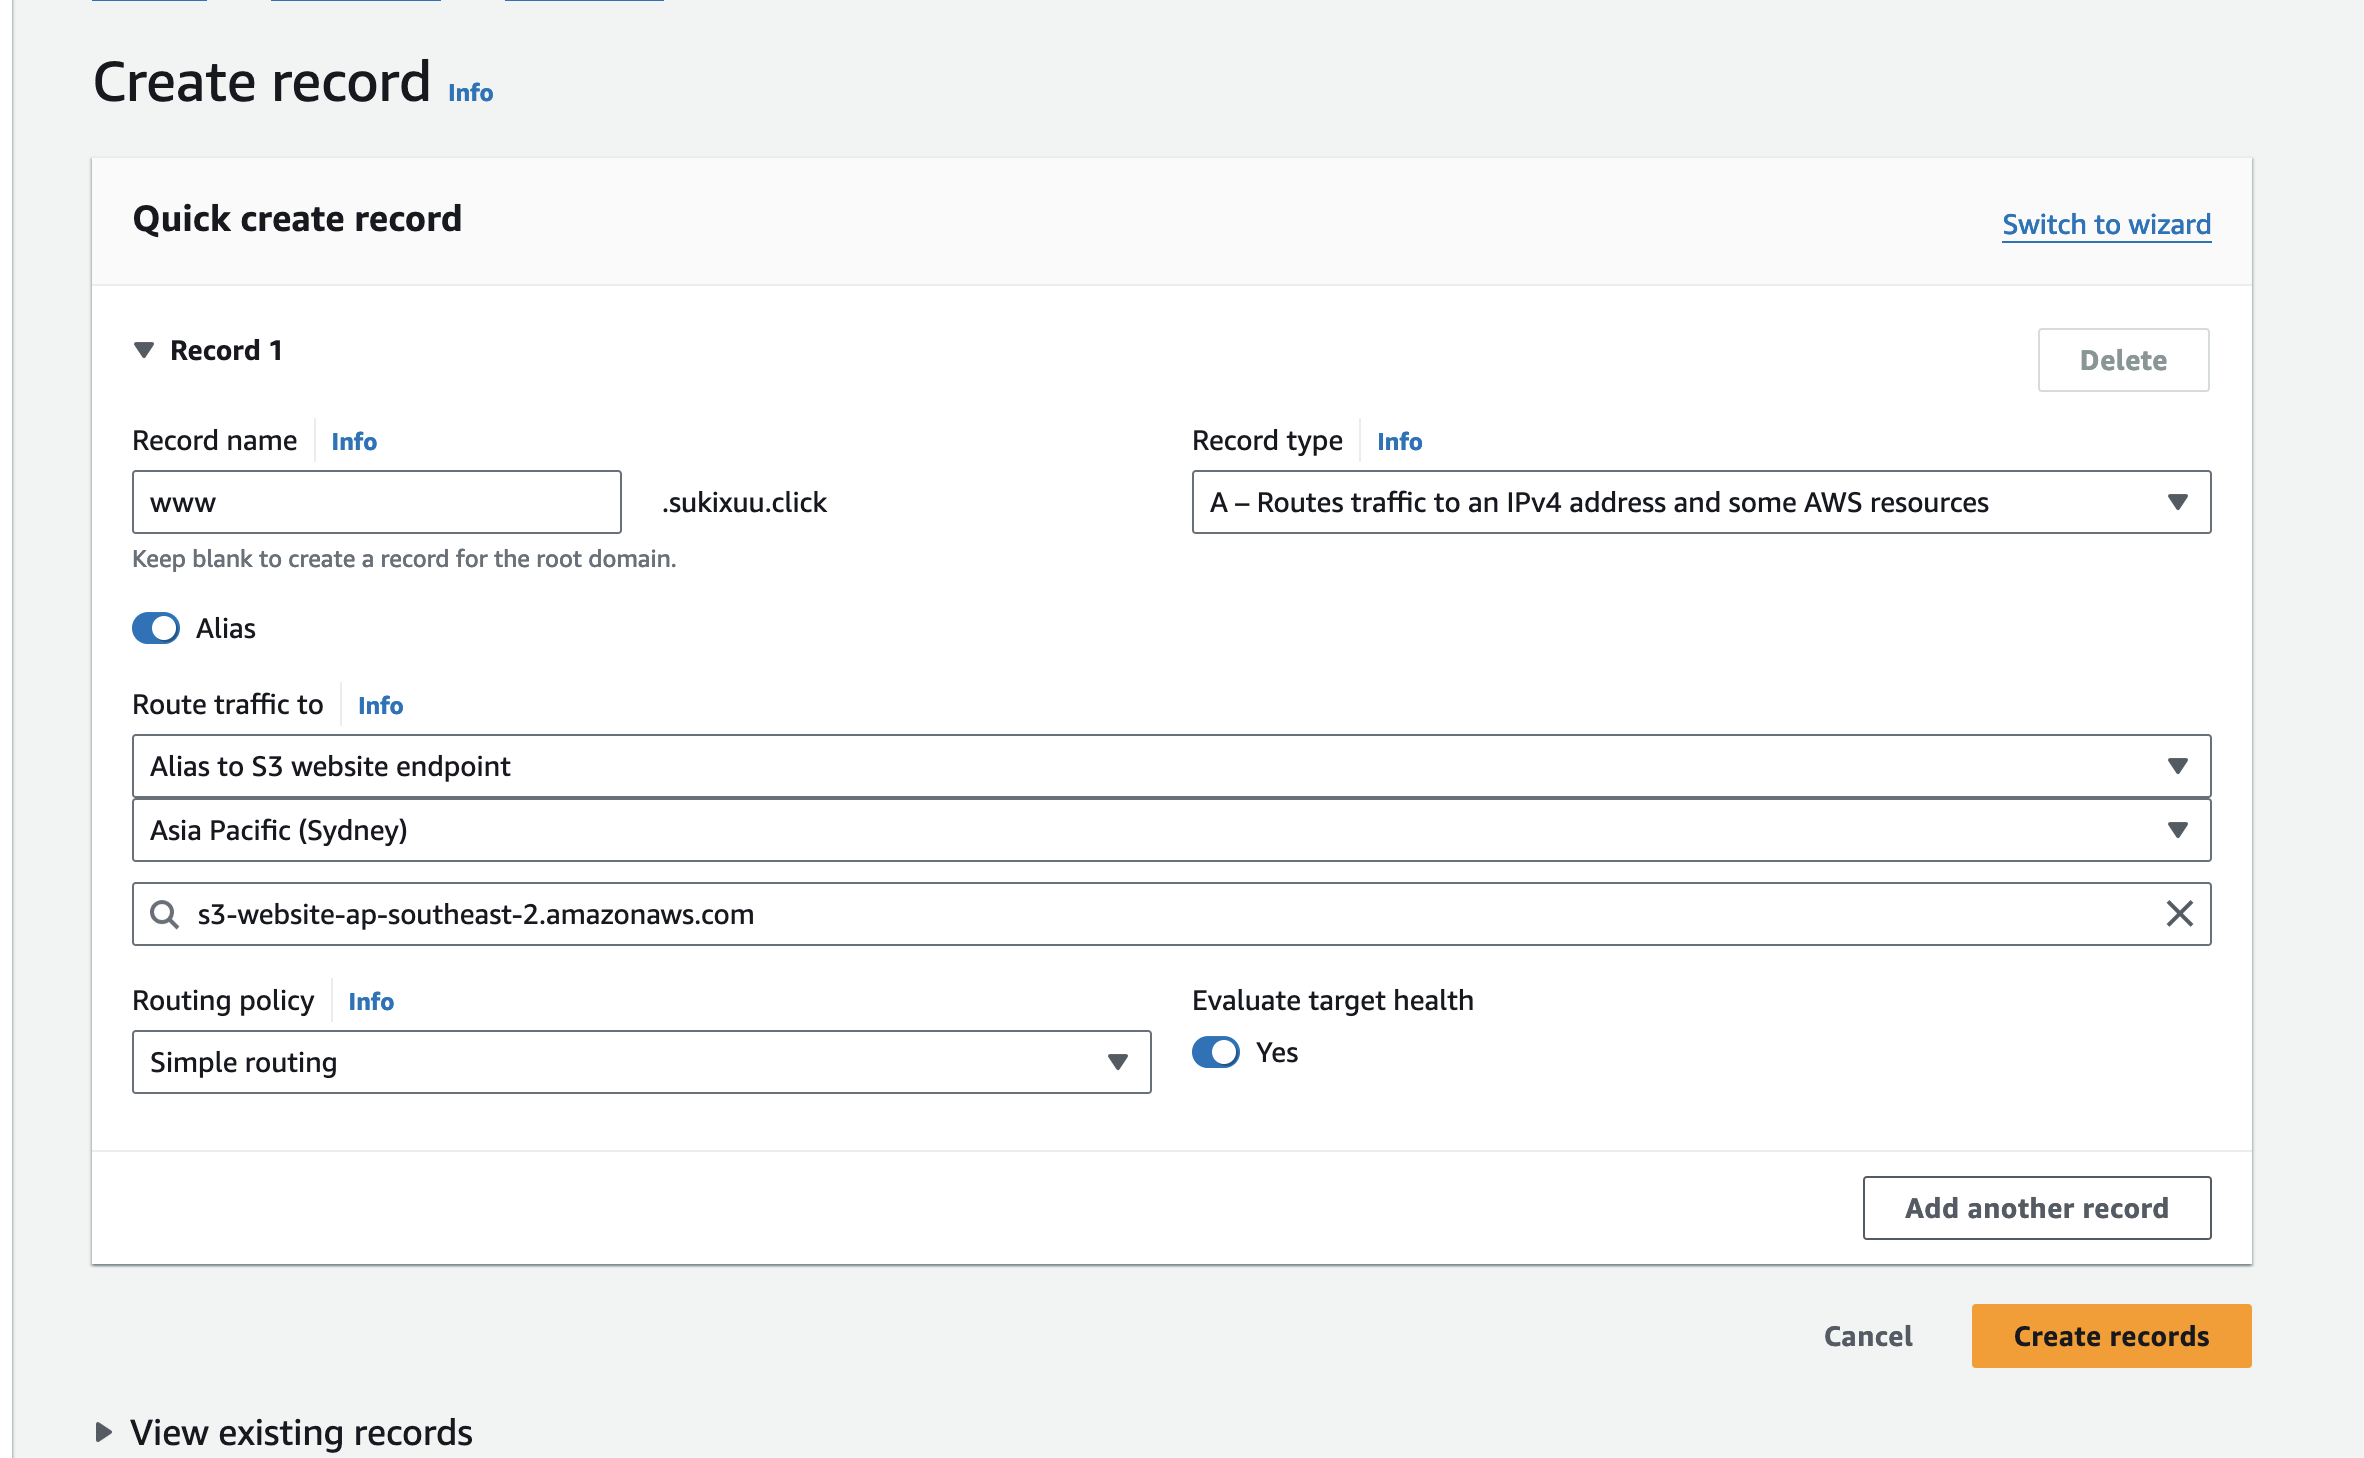 Create record Info
Quick create record
Switch to wizard
Record 1
Delete
Record name Info
Record type Info
www
.sukixuu.click
A – Routes traffic to an IPv4 address and some AWS resources
Keep blank to create a record for the root domain.
Alias
Route traffic to Info
Alias to S3 website endpoint
Asia Pacific (Sydney)
s3-website-ap-southeast-2.amazonaws.com
Routing policy Info
Evaluate target health
Simple routing
Yes
Add another record
Cancel
Create records
View existing records